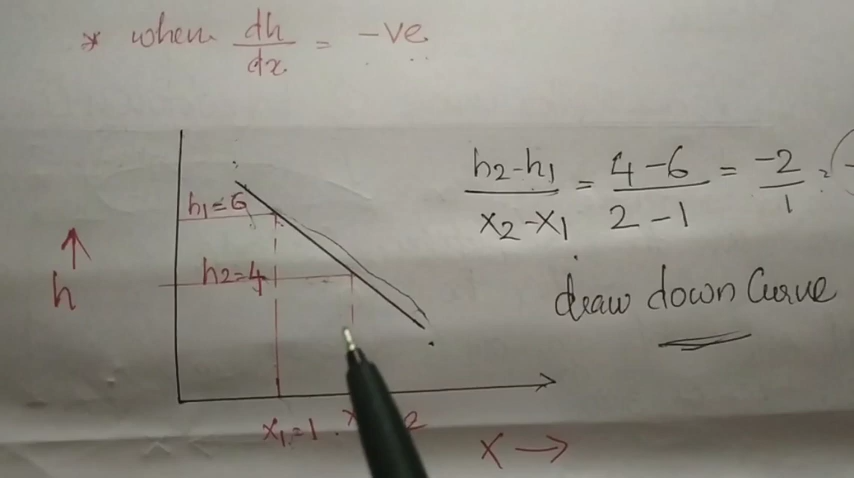 * when dh/dx = -ve
h2-h1/x2-x1 = 4-6/2-1 = -2/1 =
h1=6
h2=4
h
draw down Curve
x1=1
2
x →